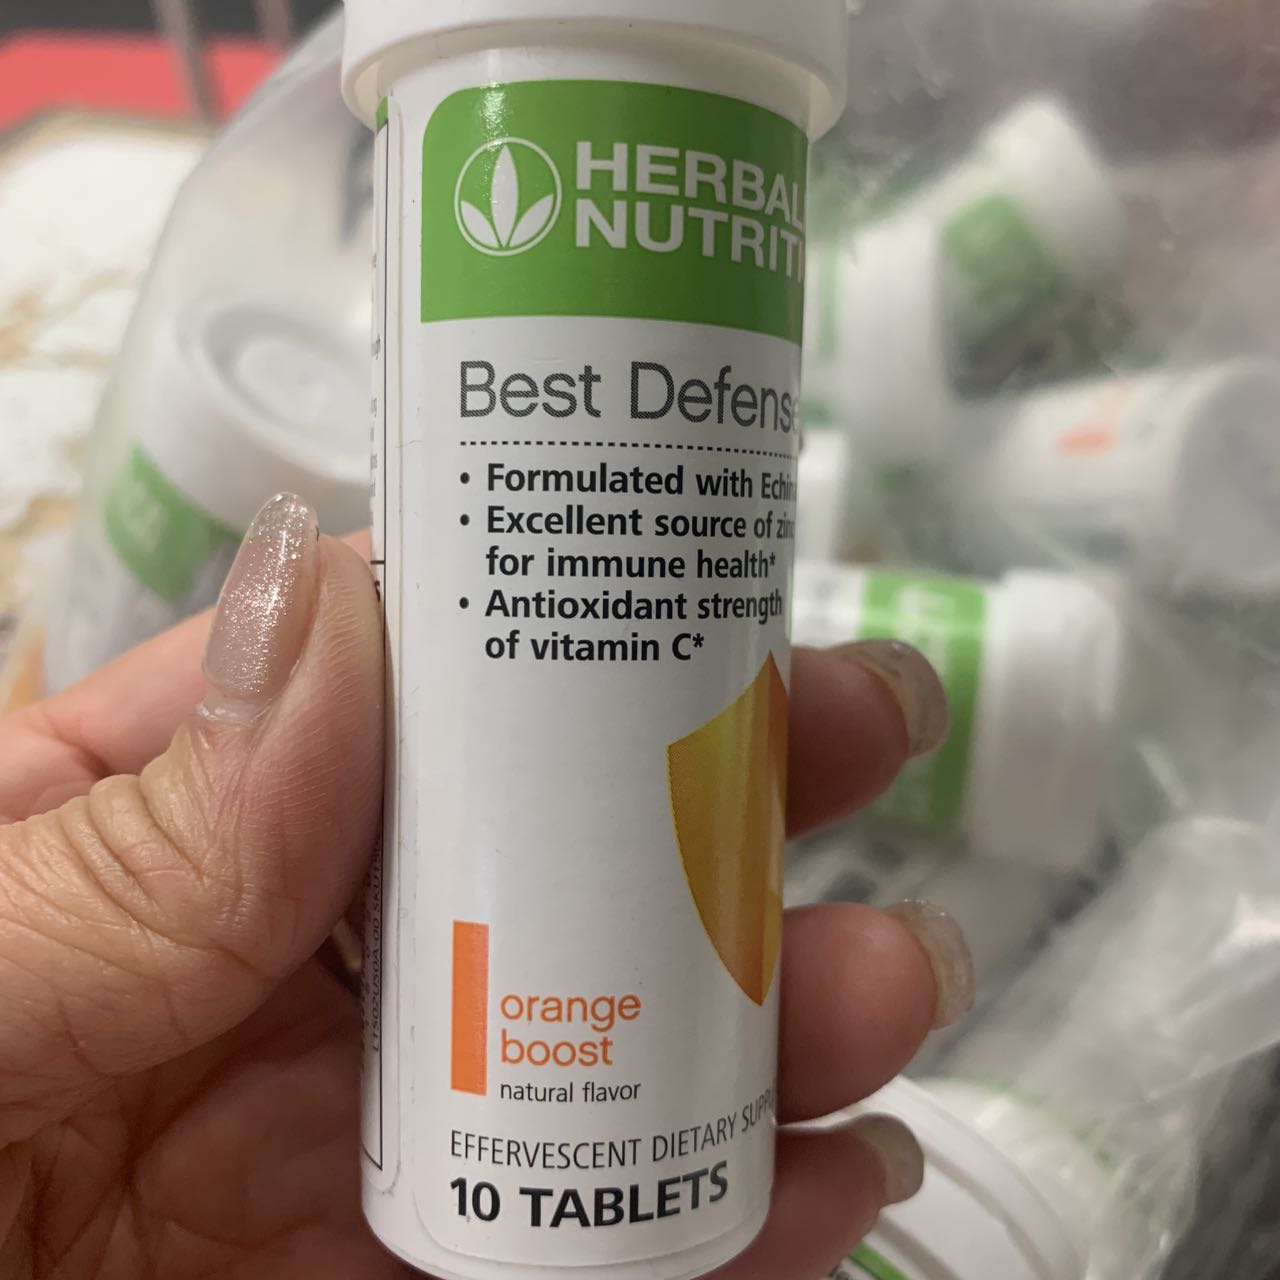 HERBAL
NUTRITI
Best Defense
• Formulated with Echin
• Excellent source of zin
for immune health*
• Antioxidant strength
of vitamin C*
orange
boost
natural flavor
EFFERVESCENT DIETARY SUPP
10 TABLETS